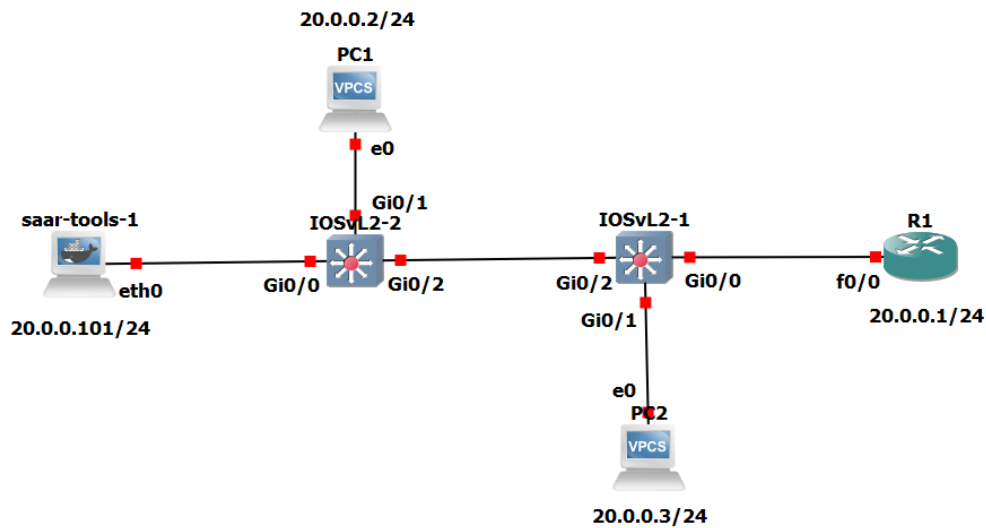 20.0.0.2/24
PC1
VPCS
e0
Gi0/1
saar-tools-1
IOSvL2-2
IOSvL2-1
R1
eth0
Gi0/0
Gi0/2
Gi0/2
Gi0/0
f0/0
20.0.0.101/24
Gi0/1
20.0.0.1/24
e0
PC2
VPCS
20.0.0.3/24